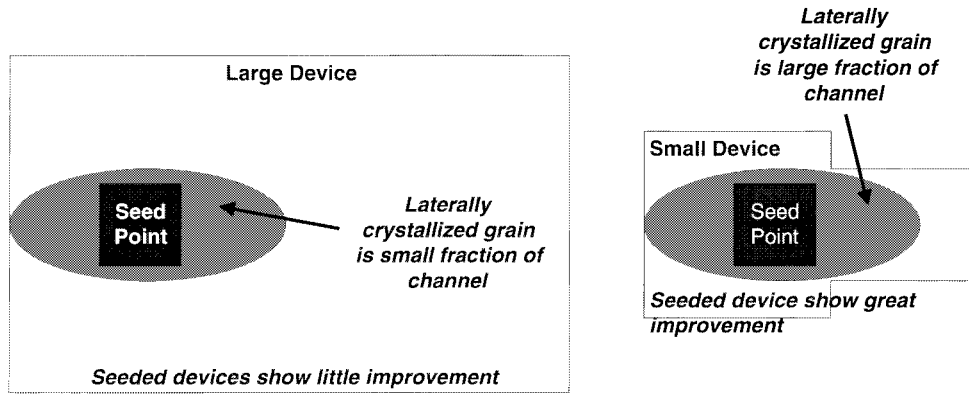 Large Device
Seed
Point
Laterally
crystallized grain
is small fraction of
channel
Seeded devices show little improvement
Laterally
crystallized grain
is large fraction of
channel
Small Device
Seed
Point
Seeded device show great
improvement